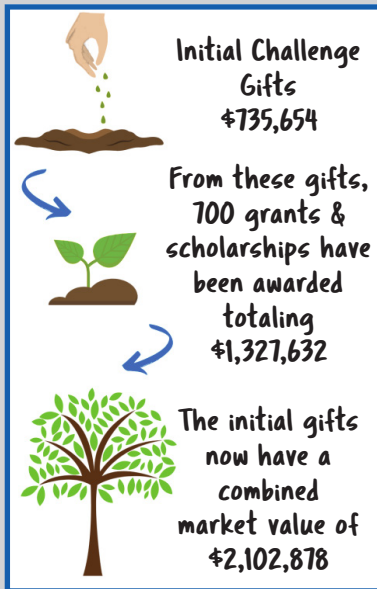 Initial Challenge
Gifts
$735,654
From these gifts,
700 grants &
scholarships have
been awarded
totaling
$1,327,632
The initial gifts
now have a
combined
market value of
$2,102,878